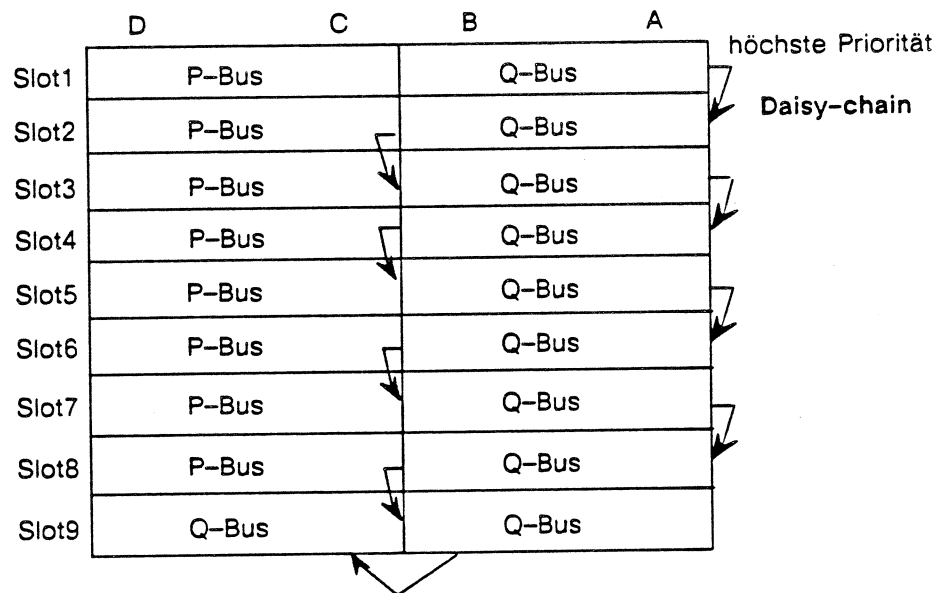 D C B A
höchste Priorität
Slot1 P-Bus Q-Bus
Daisy-chain
Slot2 P-Bus Q-Bus
Slot3 P-Bus Q-Bus
Slot4 P-Bus Q-Bus
Slot5 P-Bus Q-Bus
Slot6 P-Bus Q-Bus
Slot7 P-Bus Q-Bus
Slot8 P-Bus Q-Bus
Slot9 Q-Bus Q-Bus